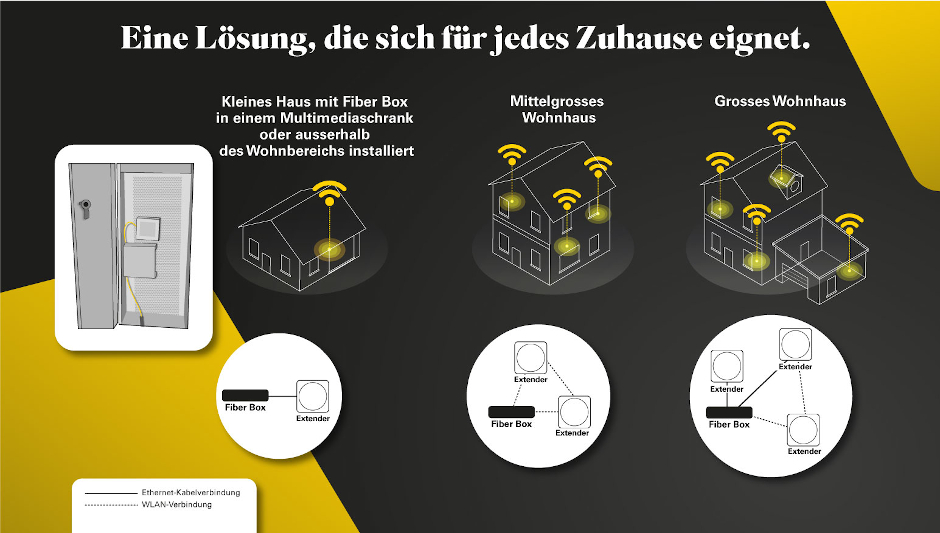 Eine Lösung, die sich für jedes Zuhause eignet.
Kleines Haus mit Fiber Box
in einem Multimediaschrank
oder ausserhalb
des Wohnbereichs installiert
Mittelgrosses
Wohnhaus
Grosses Wohnhaus
Fiber Box
Extender
Extender
Fiber Box
Extender
Extender
Extender
Fiber Box
Extender
Ethernet-Kabelverbindung
WLAN-Verbindung